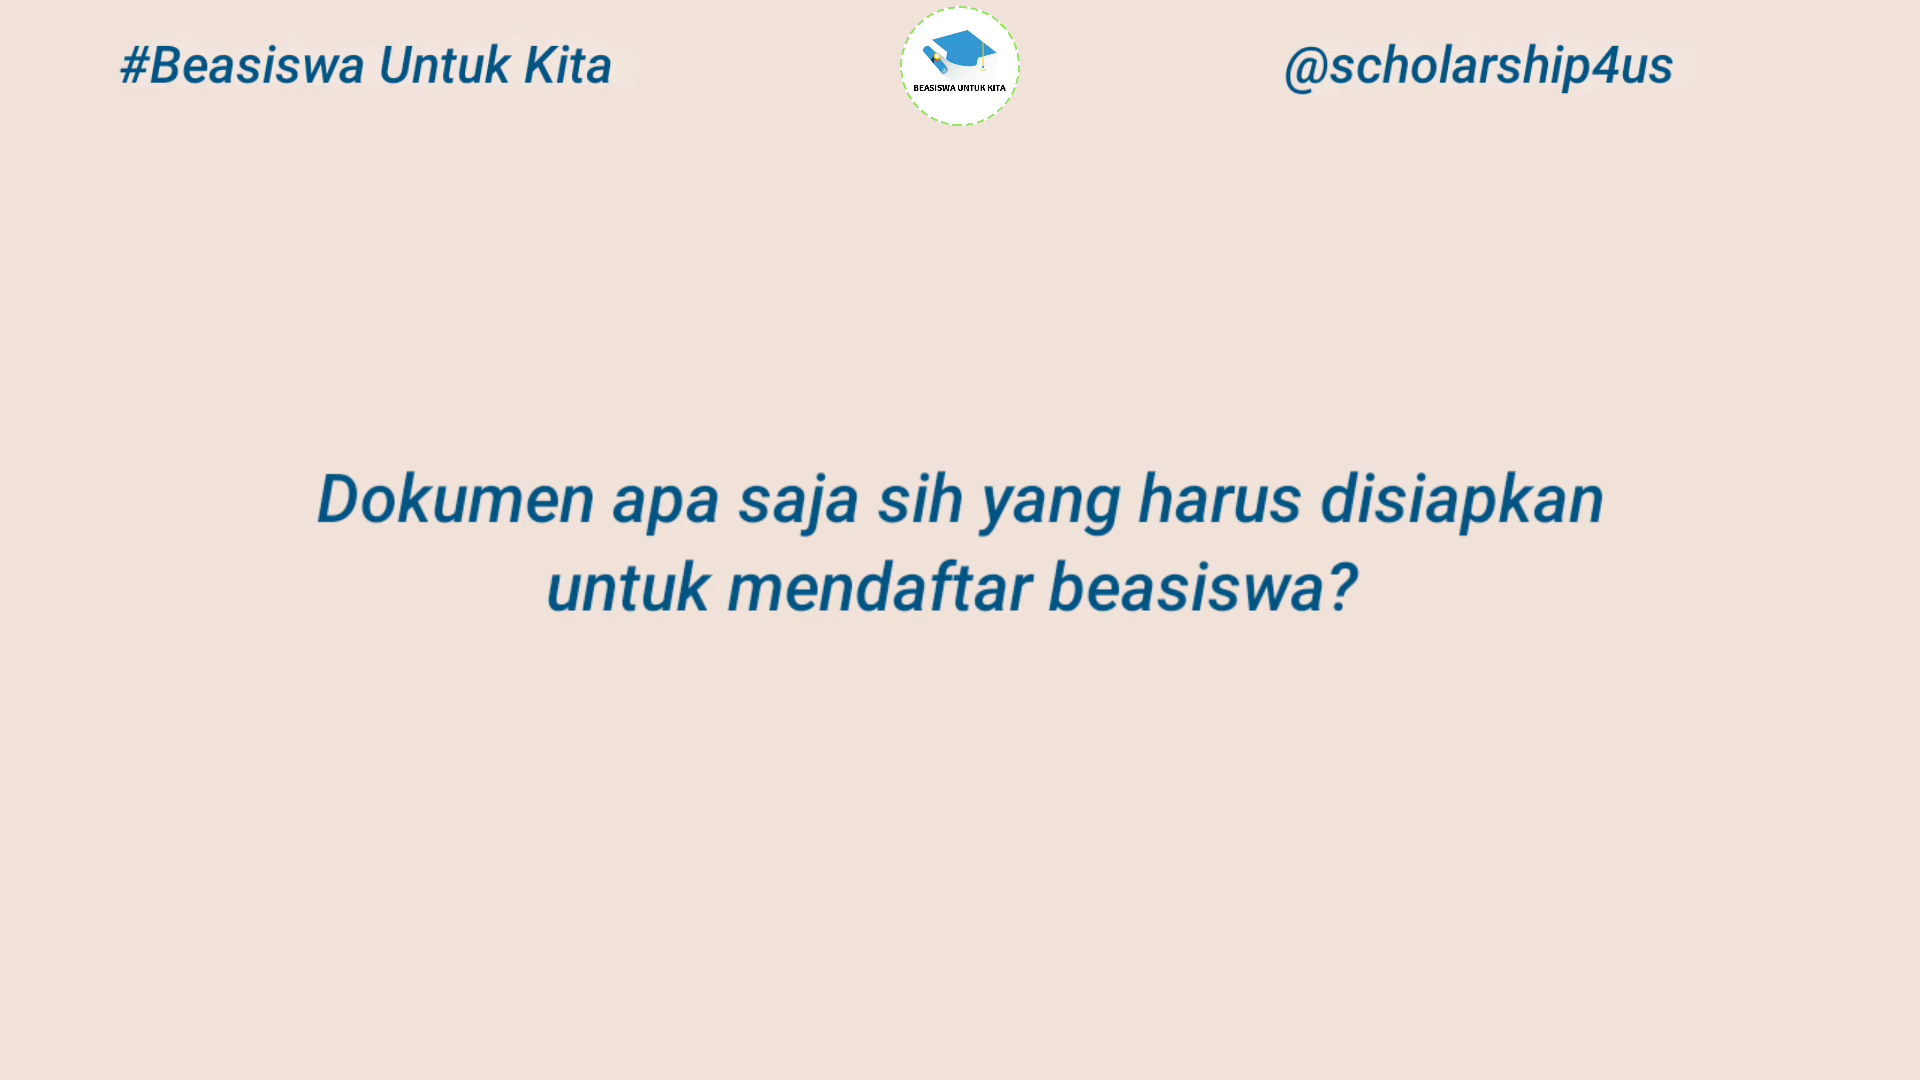 #Beasiswa Untuk Kita
BEASISWA UNTUK KITA
@scholarship4us
Dokumen apa saja sih yang harus disiapkan
untuk mendaftar beasiswa?